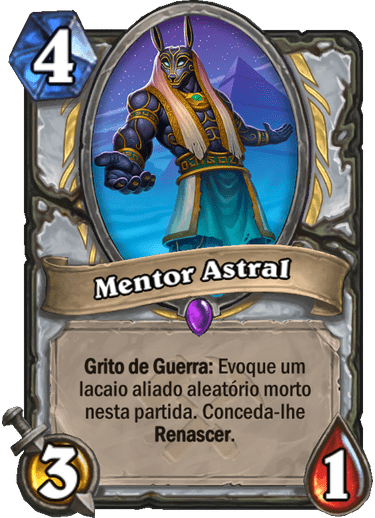 4
Mentor Astral
Grito de Guerra: Evoque um
lacaio aliado aleatório morto
nesta partida. Conceda-lhe
Renascer.
3
1